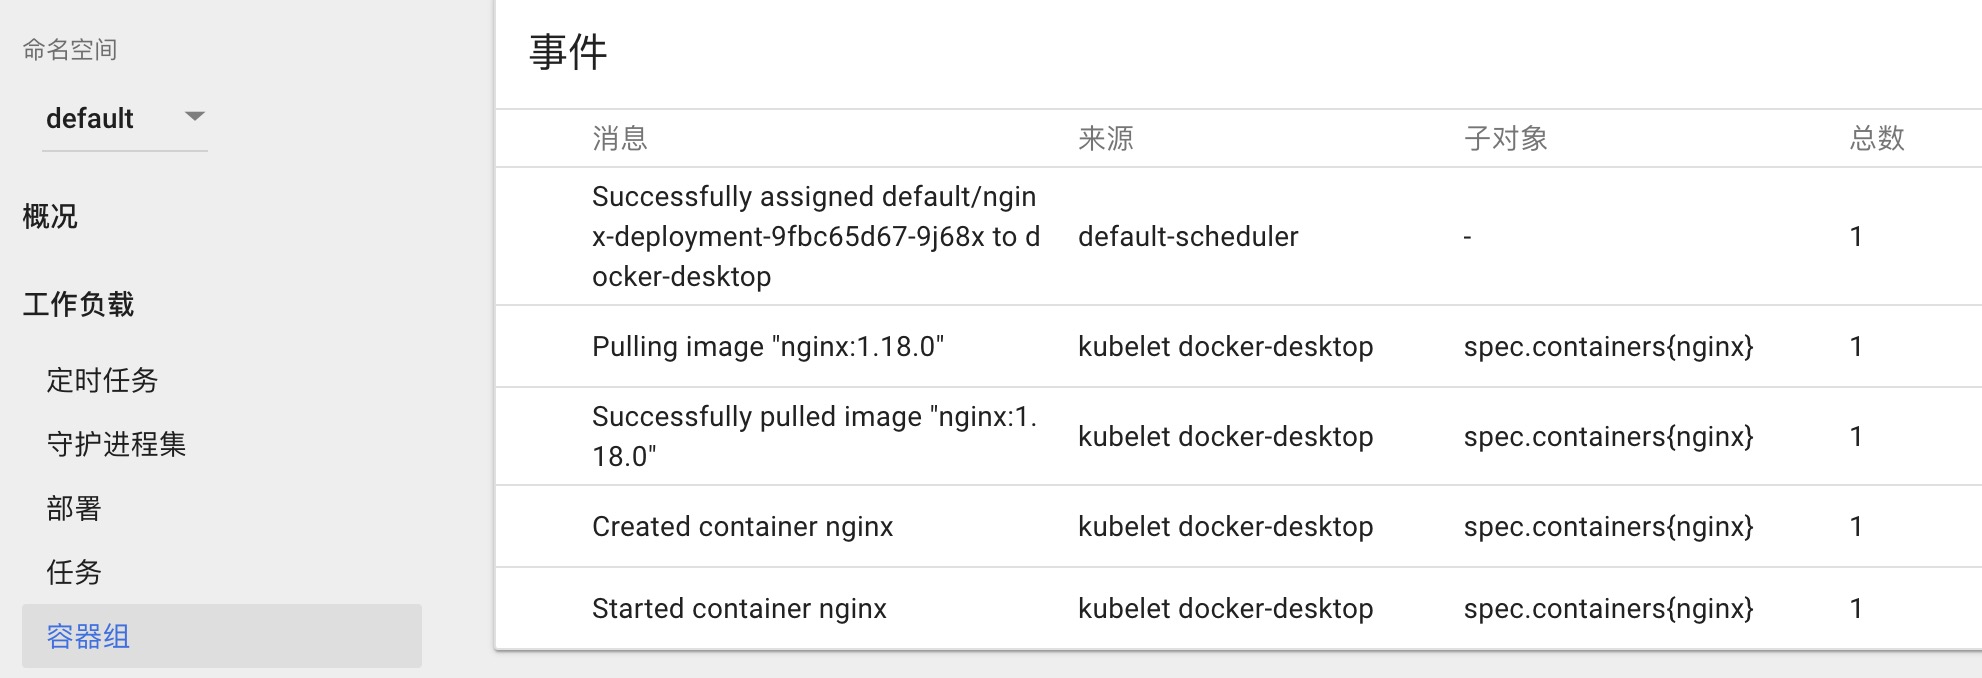 命名空间
default
概况
工作负载
定时任务
守护进程集
部署
任务
容器组
事件
消息 来源 子对象 总数
Successfully assigned default/ngin
x-deployment-9fbc65d67-9j68x to d
ocker-desktop
default-scheduler - 1
Pulling image "nginx:1.18.0" kubelet docker-desktop spec.containers{nginx} 1
Successfully pulled image "nginx:1.
18.0"
kubelet docker-desktop spec.containers{nginx} 1
Created container nginx kubelet docker-desktop spec.containers{nginx} 1
Started container nginx kubelet docker-desktop spec.containers{nginx} 1